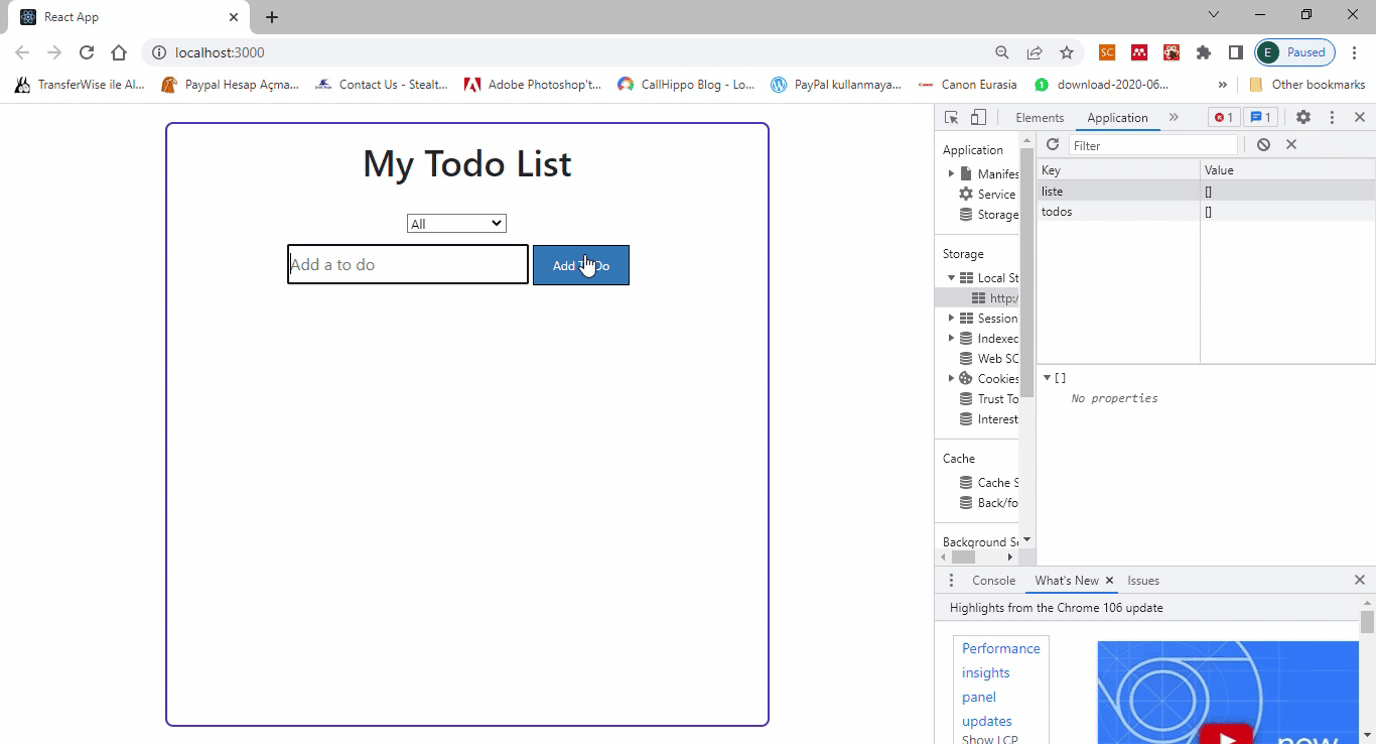 React App
localhost:3000
SC
E
Paused
TransferWise ile Al...
Paypal Hesap Açma...
Contact Us - Stealt...
Adobe Photoshop't...
CallHippo Blog - Lo...
PayPal kullanmaya...
Canon Eurasia
download-2020-06...
»
Other bookmarks
My Todo List
All
Add a to do
Add
Do
Elements
Application
»
1
1
Application
Manifes
Service
Storage
Storage
Local St
http:/
Session
Indexec
Web SC
Cookies
Trust To
Interest
Cache
Cache S
Back/fo
Background Se
Filter
Key Value
liste []
todos []
[]
No properties
Console What's New Issues
Highlights from the Chrome 106 update
Performance
insights
panel
updates
Show LCP
new